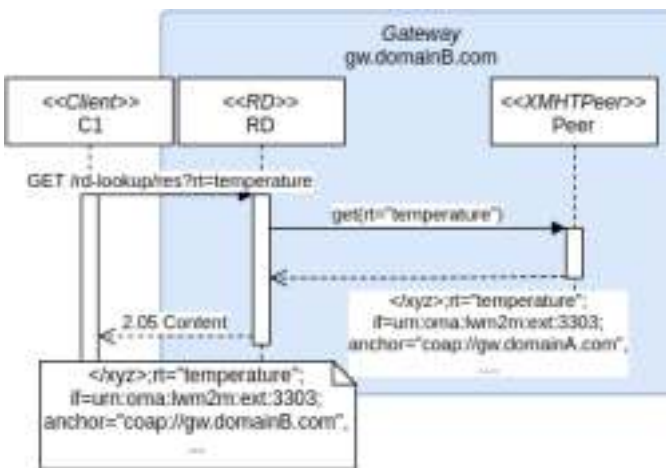 Gateway
gw.domainB.com
<<Client>>
C1
<<RD>>
RD
<<XMHTPeer>>
Peer
GET /rd-lookup/res?rt=temperature
get(rt="temperature")
</xyz>;rt="temperature";
if=urn:oma:lwm2m:ext:3303;
anchor="coap://gw.domainA.com",
....
2.05 Content
</xyz>;rt="temperature";
if=urn:oma:lwm2m:ext:3303;
anchor="coap://gw.domainB.com",
...